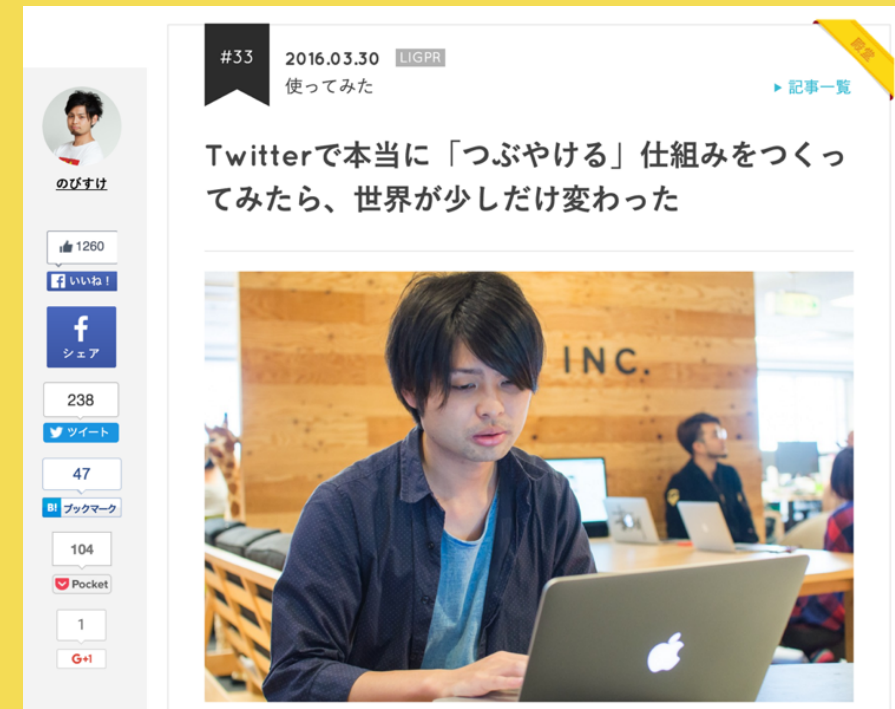 #33
2016.03.30 LIGPR
使ってみた
▶ 記事一覧
殿堂
Twitterで本当に「つぶやける」仕組みをつくっ
てみたら、世界が少しだけ変わった
のびすけ
1260
いいね！
シェア
238
ツイート
47
B! ブックマーク
104
Pocket
1
G+1
INC.